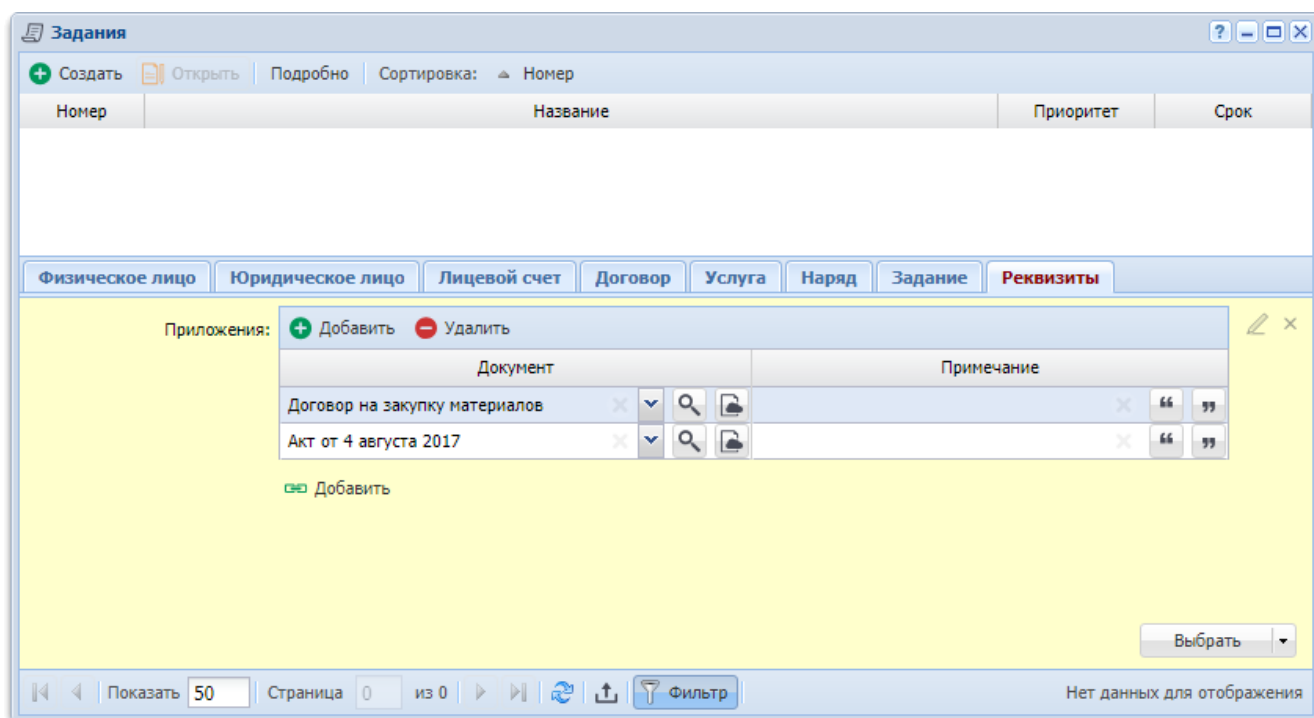 Задания
Создать Открыть Подробно Сортировка: Номер
Номер Название Приоритет Срок
Физическое лицо Юридическое лицо Лицевой счет Договор Услуга Наряд Задание Реквизиты
Приложения: Добавить Удалить
Документ Примечание
Договор на закупку материалов
Акт от 4 августа 2017
Добавить
Выбрать
Показать 50 Страница 0 из 0 Фильтр Нет данных для отображения